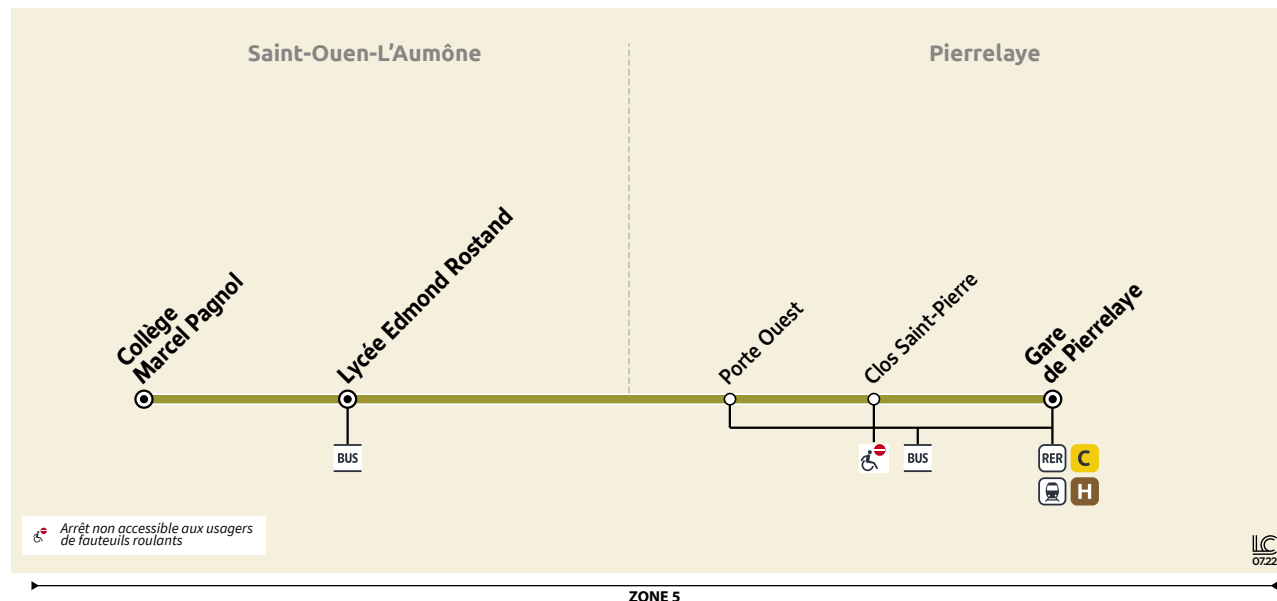 Saint-Ouen-L'Aumône
Pierrelaye
Collège
Marcel Pagnol
Lycée Edmond Rostand
Porte Ouest
Clos Saint-Pierre
Gare
de Pierrelaye
BUS
BUS
RER C
H
Arrêt non accessible aux usagers
de fauteuils roulants
LC
07.22
ZONE 5